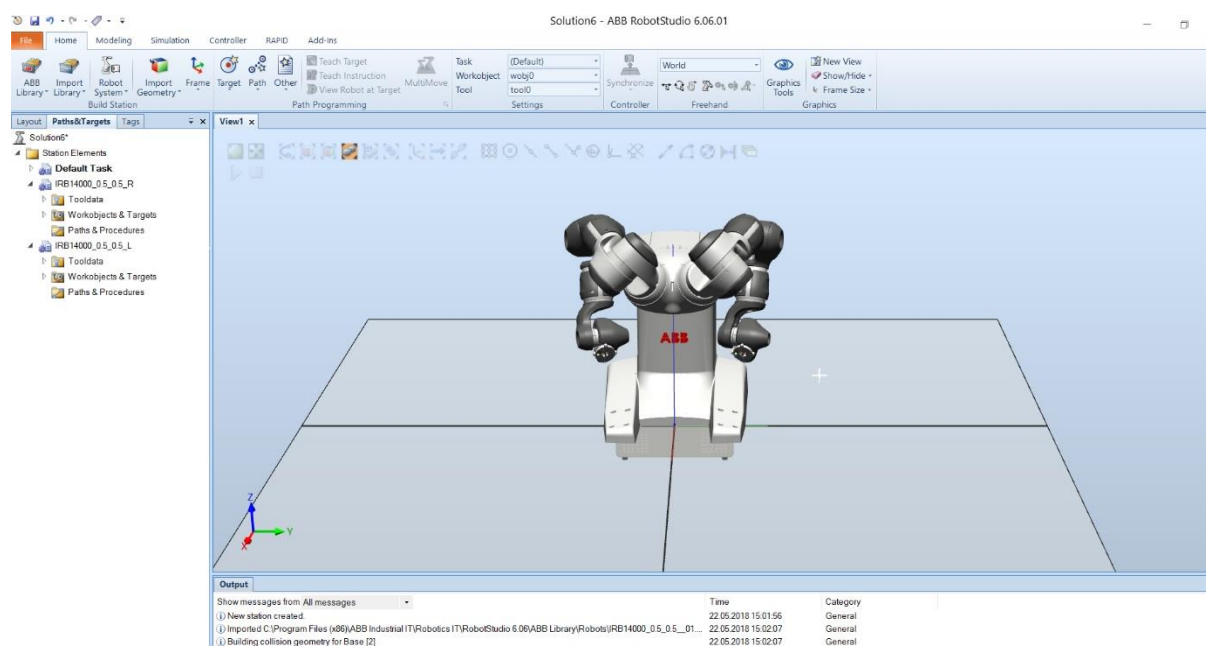 Solution6 - ABB RobotStudio 6.06.01
File Home Modeling Simulation Controller RAPID Add-Ins
ABB Library
Import Library
Robot System
Import Geometry
Frame
Build Station
Target
Path
Other
Teach Target
Teach Instruction
View Robot at Target
MultiMove
Path Programming
Task (Default)
Workobject wobj0
Tool tool0
Settings
Synchronize
Controller
World
Freehand
Graphics Tools
New View
Show/Hide
Frame Size
Graphics
Layout Paths&Targets Tags
View1 x
Solution6*
Station Elements
Default Task
IRB14000_0.5_0.5_R
Tooldata
Workobjects & Targets
Paths & Procedures
IRB14000_0.5_0.5_L
Tooldata
Workobjects & Targets
Paths & Procedures
ABB
Z
Y
X
Output
Show messages from All messages Time Category
New station created. 22.05.2018 15:01:56 General
Imported C:\Program Files (x86)\ABB Industrial IT\Robotics IT\RobotStudio 6.06\ABB Library\Robots\IRB14000_0.5_0.5__01... 22.05.2018 15:02:07 General
Building collision geometry for Base [2] 22.05.2018 15:02:07 General